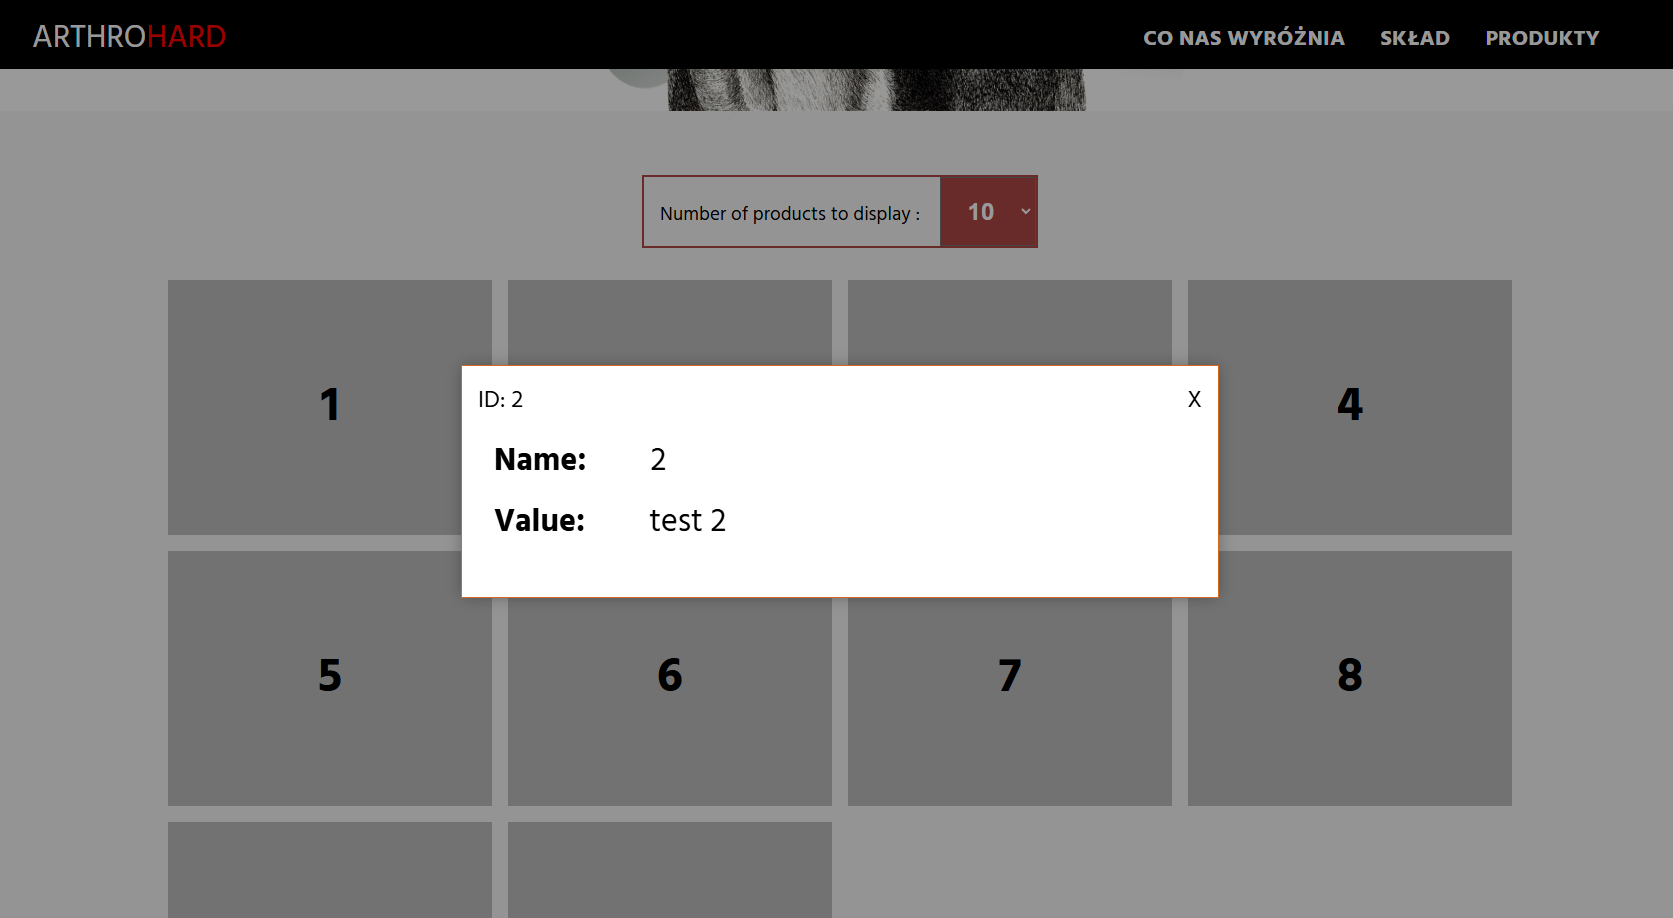 ARTHROHARD
CO NAS WYRÓŻNIA SKŁAD PRODUKTY
Number of products to display : 10
1
4
ID: 2 X
Name: 2
Value: test 2
5 6 7 8